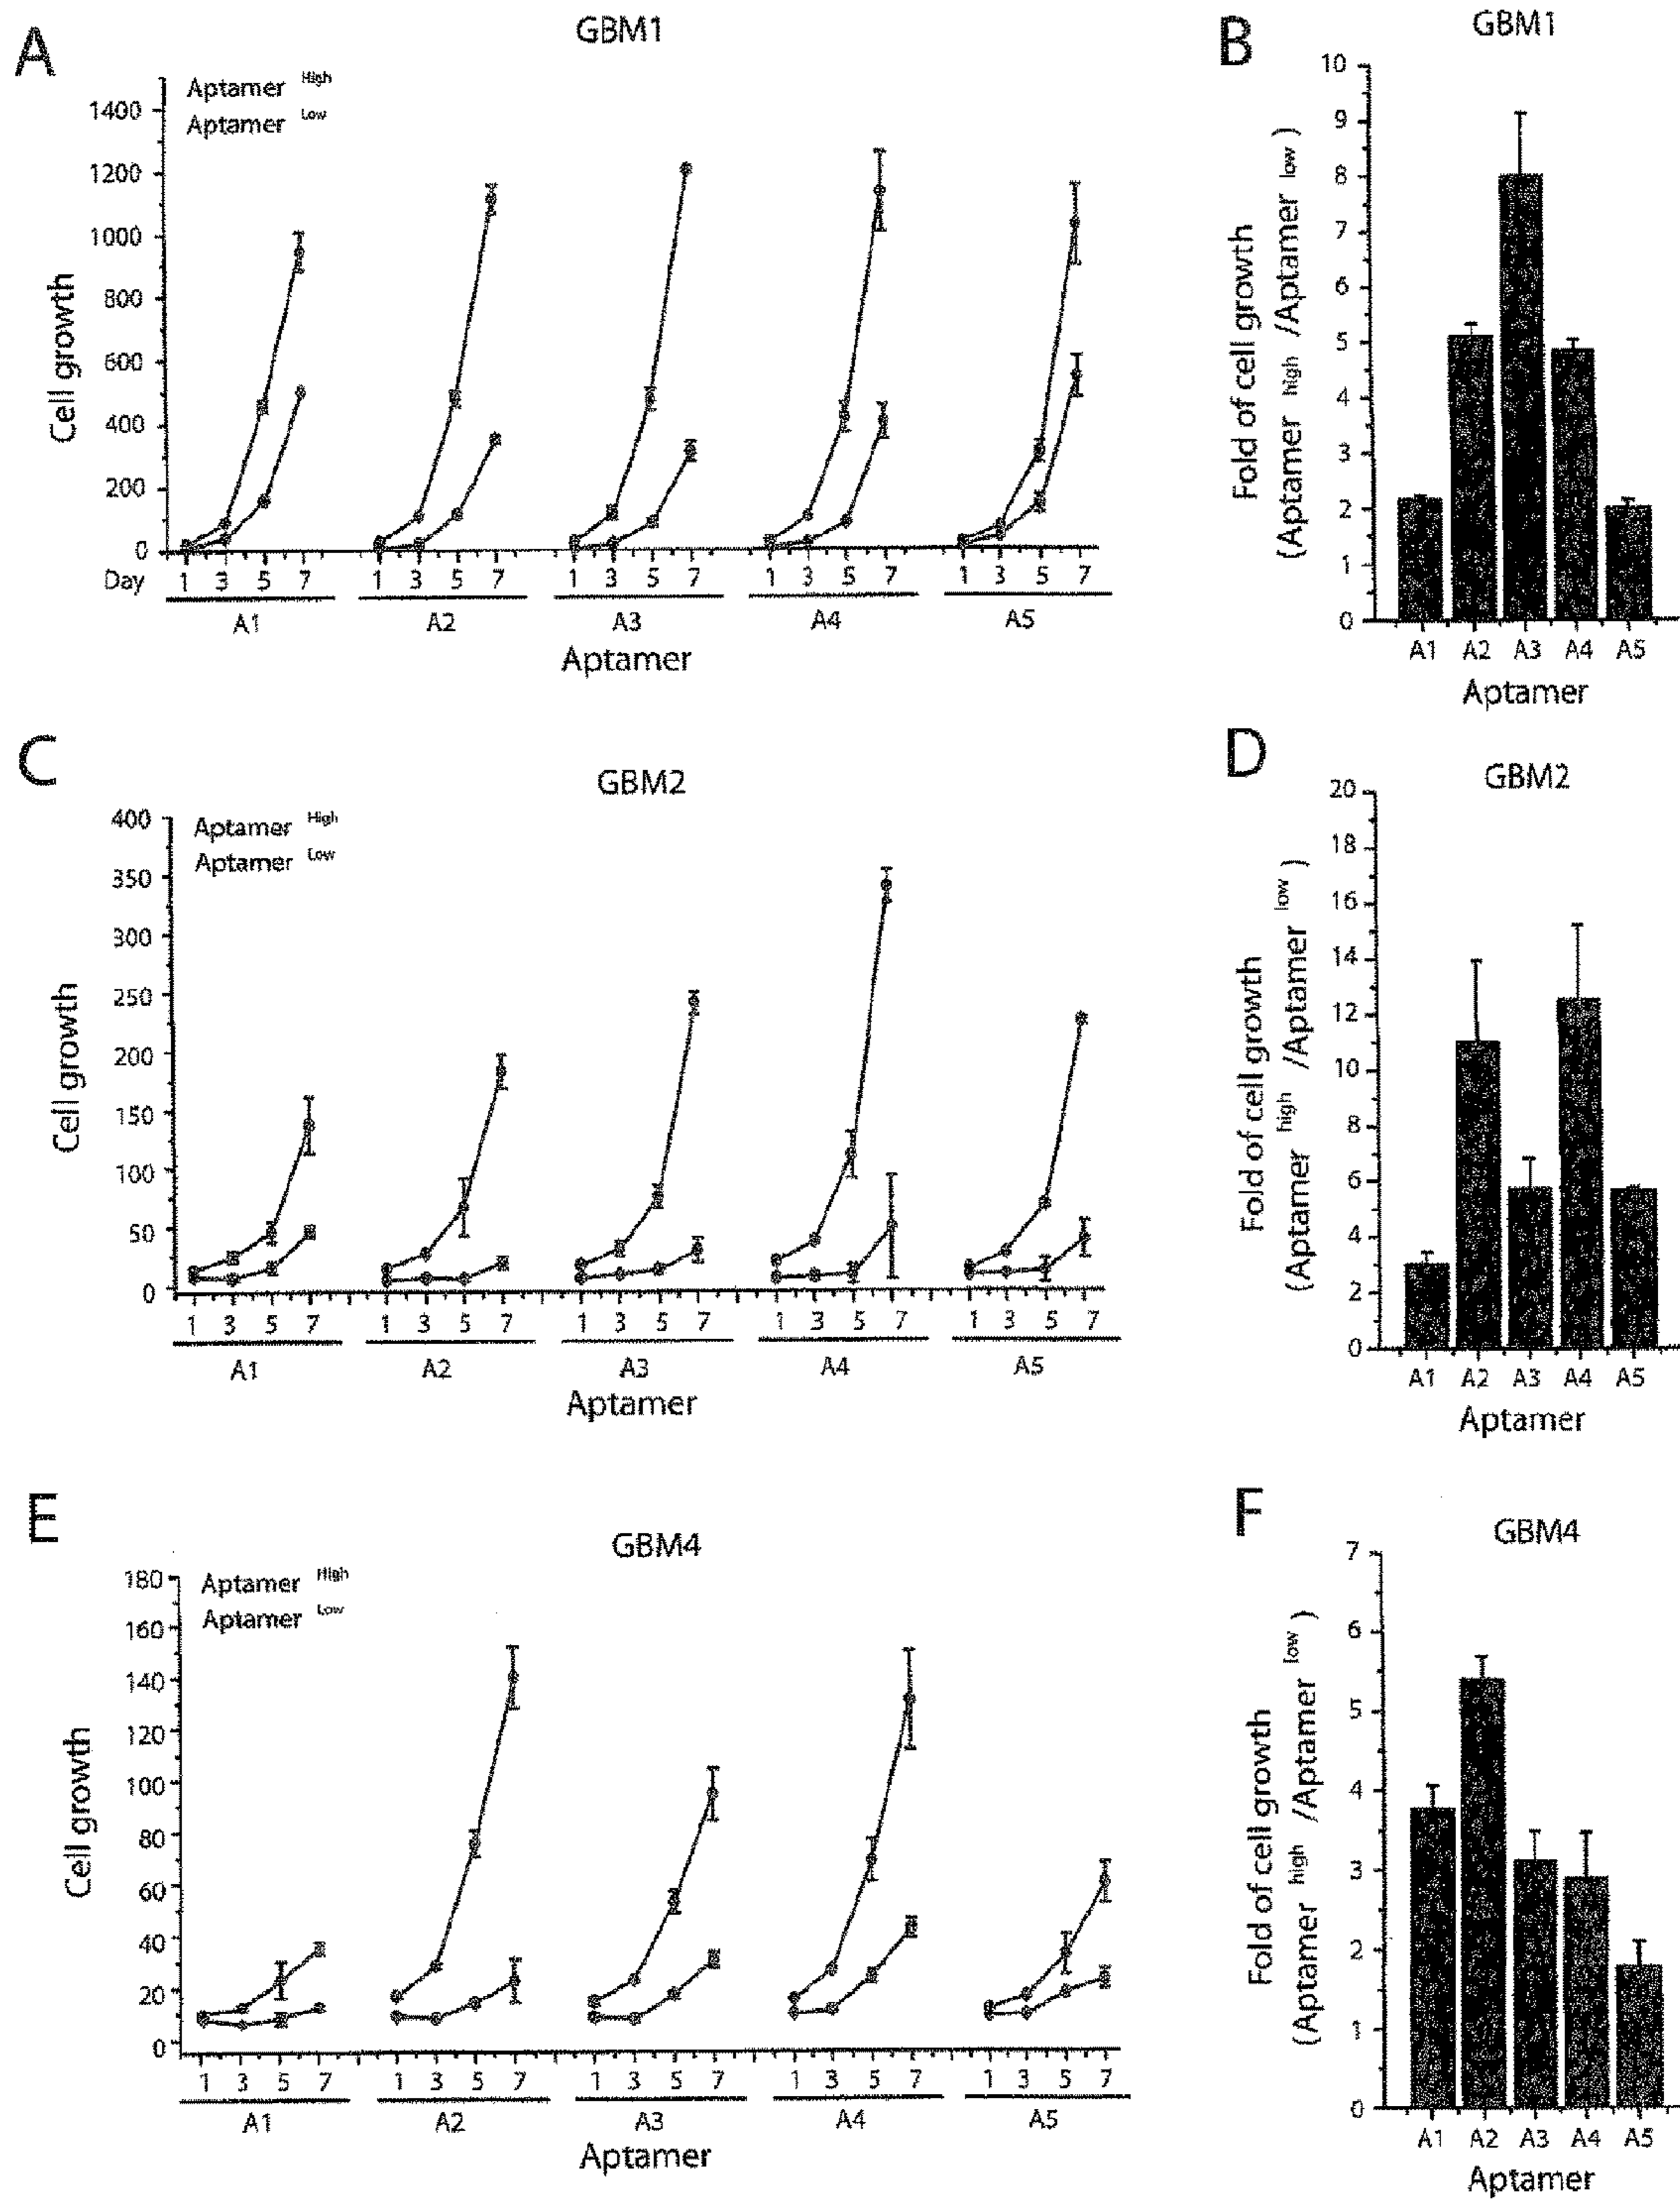 A
GBM1
Aptamer High
Aptamer Low
1400
1200
1000
800
600
400
200
0
Cell growth
Day 1 3 5 7 1 3 5 7 1 3 5 7 1 3 5 7 1 3 5 7
A1 A2 A3 A4 A5
Aptamer
B
GBM1
10
9
8
7
6
5
4
3
2
1
0
Fold of cell growth
(Aptamer high /Aptamer low )
A1 A2 A3 A4 A5
Aptamer
C
GBM2
Aptamer High
Aptamer Low
400
350
300
250
200
150
100
50
0
Cell growth
1 3 5 7 1 3 5 7 1 3 5 7 1 3 5 7 1 3 5 7
A1 A2 A3 A4 A5
Aptamer
D
GBM2
20
18
16
14
12
10
8
6
4
2
0
Fold of cell growth
(Aptamer high /Aptamer low )
A1 A2 A3 A4 A5
Aptamer
E
GBM4
Aptamer High
Aptamer Low
180
160
140
120
100
80
60
40
20
0
Cell growth
1 3 5 7 1 3 5 7 1 3 5 7 1 3 5 7 1 3 5 7
A1 A2 A3 A4 A5
Aptamer
F
GBM4
7
6
5
4
3
2
1
0
Fold of cell growth
(Aptamer high /Aptamer low )
A1 A2 A3 A4 A5
Aptamer